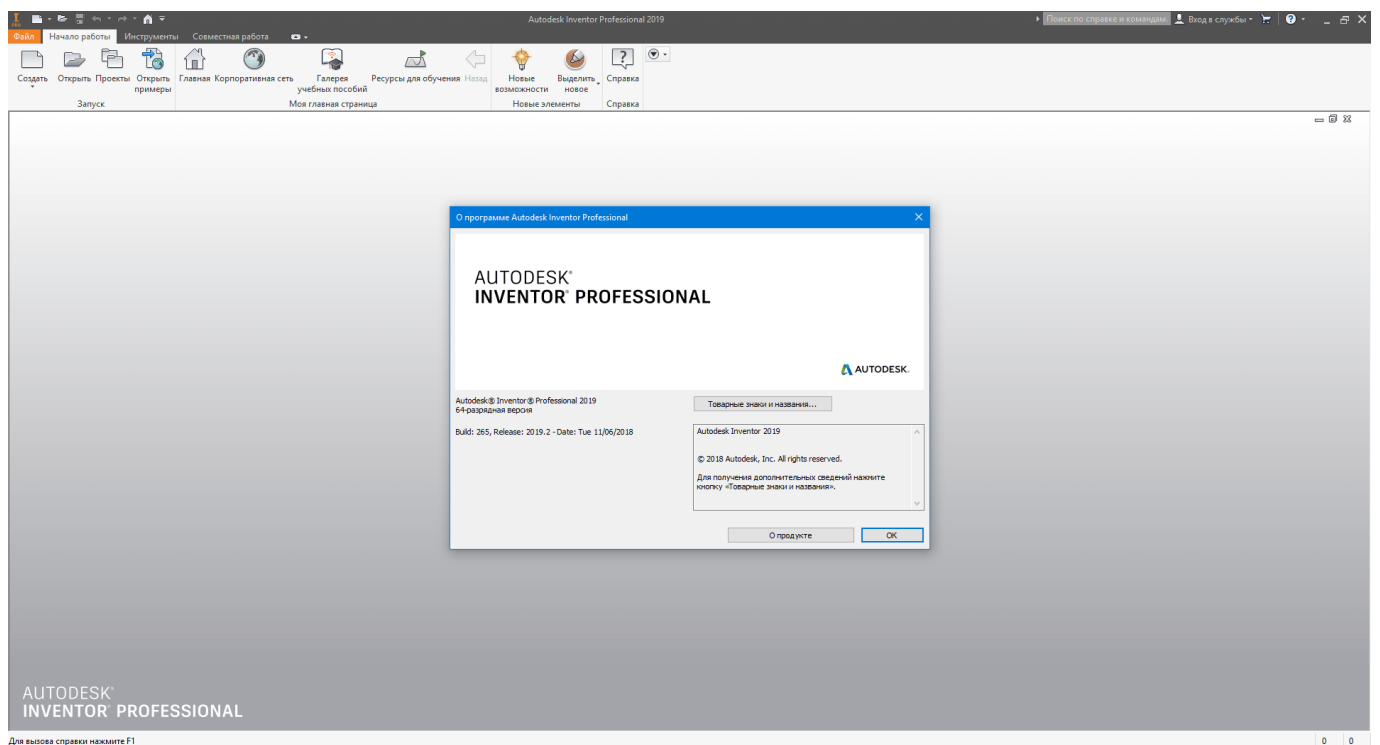 PRO
Autodesk Inventor Professional 2019
Поиск по справке и командам.
Вход в службы
Файл
Начало работы
Инструменты
Совместная работа
Создать
Открыть
Проекты
Открыть
примеры
Главная
Корпоративная сеть
Галерея
учебных пособий
Ресурсы для обучения
Назад
Новые
возможности
Выделить
новое
Справка
Запуск
Моя главная страница
Новые элементы
Справка
О программе Autodesk Inventor Professional
AUTODESK®
INVENTOR® PROFESSIONAL
AUTODESK.
Autodesk® Inventor® Professional 2019
64-разрядная версия
Build: 265, Release: 2019.2 - Date: Tue 11/06/2018
Товарные знаки и названия...
Autodesk Inventor 2019
© 2018 Autodesk, Inc. All rights reserved.
Для получения дополнительных сведений нажмите
кнопку «Товарные знаки и названия».
О продукте
OK
AUTODESK®
INVENTOR® PROFESSIONAL
Для вызова справки нажмите F1
0 0